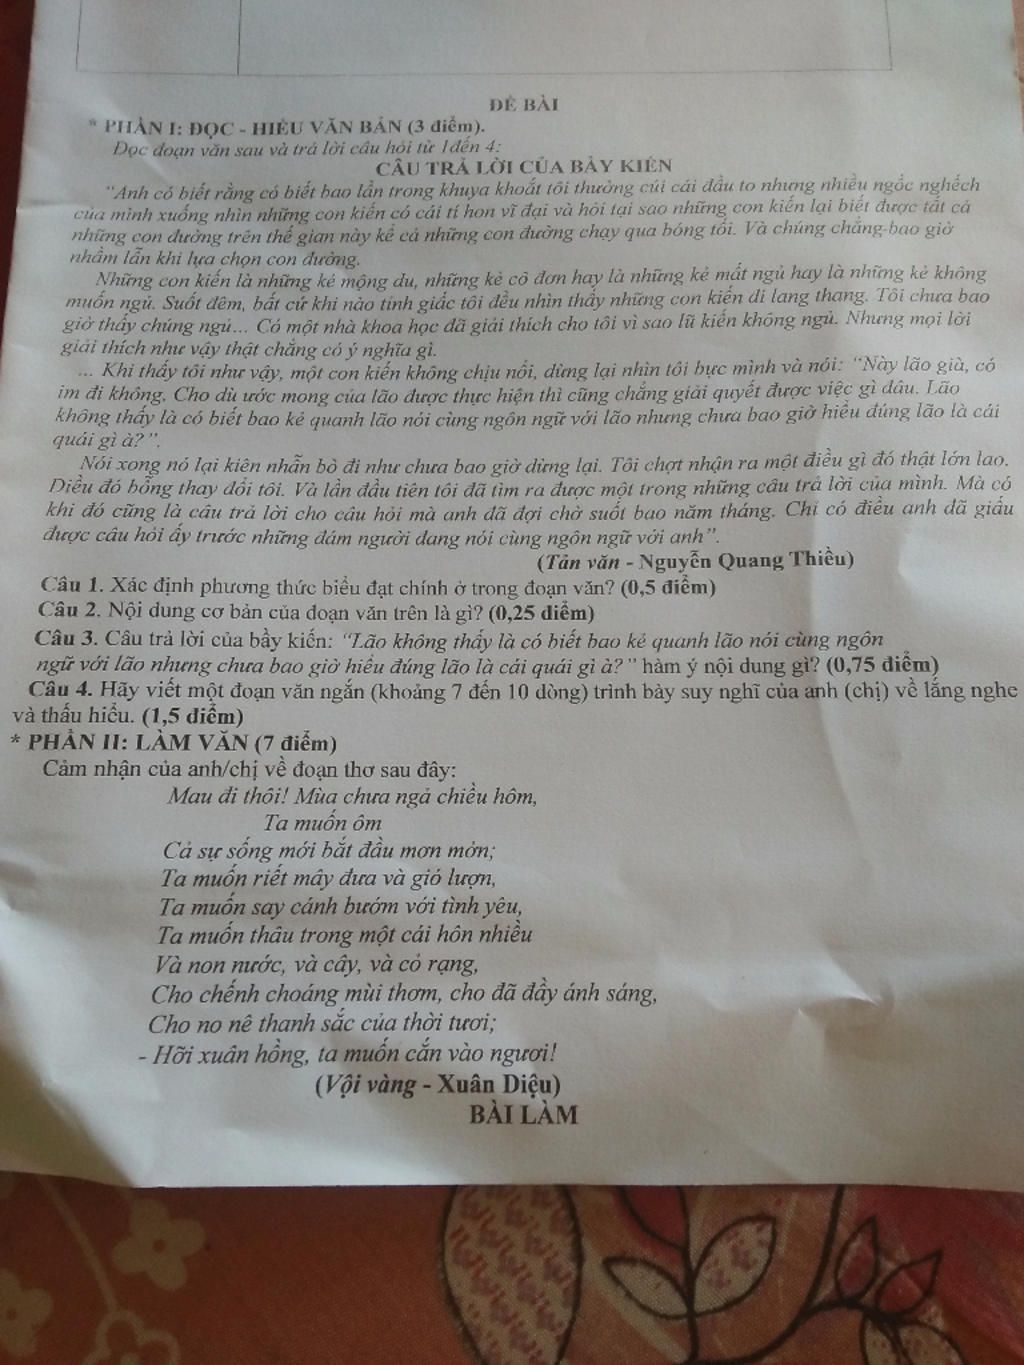 ĐỀ BÀI
* PHẦN I: ĐỌC - HIỂU VĂN BẢN (3 điểm).
Đọc đoạn văn sau và trả lời câu hỏi từ 1đến 4:
CÂU TRẢ LỜI CỦA BẦY KIẾN
"Anh có biết rằng có biết bao lần trong khuya khoắt tôi thường cúi cái đầu to nhưng nhiều ngốc nghếch
của mình xuống nhìn những con kiến có cái tí hon vĩ đại và hỏi tại sao những con kiến lại biết được tất cả
những con đường trên thế gian này kể cả những con đường chạy qua bóng tối. Và chúng chẳng-bao giờ
nhầm lẫn khi lựa chọn con đường.
Những con kiến là những kẻ mộng du, những kẻ cô đơn hay là những kẻ mất ngủ hay là những kẻ không
muốn ngủ. Suốt đêm, bất cứ khi nào tỉnh giấc tôi đều nhìn thấy những con kiến đi lang thang. Tôi chưa bao
giờ thấy chúng ngủ... Có một nhà khoa học đã giải thích cho tôi vì sao lũ kiến không ngủ. Nhưng mọi lời
giải thích như vậy thật chẳng có ý nghĩa gì.
... Khi thấy tôi như vậy, một con kiến không chịu nổi, dừng lại nhìn tôi bực mình và nói: "Này lão già, có
im đi không. Cho dù ước mong của lão được thực hiện thì cũng chẳng giải quyết được việc gì đâu. Lão
không thấy là có biết bao kẻ quanh lão nói cùng ngôn ngữ với lão nhưng chưa bao giờ hiểu đúng lão là cái
quái gì à?".
Nói xong nó lại kiên nhẫn bò đi như chưa bao giờ dừng lại. Tôi chợt nhận ra một điều gì đó thật lớn lao.
Điều đó bỗng thay đổi tôi. Và lần đầu tiên tôi đã tìm ra được một trong những câu trả lời của mình. Mà có
khi đó cũng là câu trả lời cho câu hỏi mà anh đã đợi chờ suốt bao năm tháng. Chỉ có điều anh đã giấu
được câu hỏi ấy trước những đám người đang nói cùng ngôn ngữ với anh".
(Tản văn - Nguyễn Quang Thiều)
Câu 1. Xác định phương thức biểu đạt chính ở trong đoạn văn? (0,5 điểm)
Câu 2. Nội dung cơ bản của đoạn văn trên là gì? (0,25 điểm)
Câu 3. Câu trả lời của bầy kiến: "Lão không thấy là có biết bao kẻ quanh lão nói cùng ngôn
ngữ với lão nhưng chưa bao giờ hiểu đúng lão là cái quái gì à?" hàm ý nội dung gì? (0,75 điểm)
Câu 4. Hãy viết một đoạn văn ngắn (khoảng 7 đến 10 dòng) trình bày suy nghĩ của anh (chị) về lắng nghe
và thấu hiểu. (1,5 điểm)
* PHẦN II: LÀM VĂN (7 điểm)
Cảm nhận của anh/chị về đoạn thơ sau đây:
Mau đi thôi! Mùa chưa ngả chiều hôm,
Ta muốn ôm
Cả sự sống mới bắt đầu mơn mởn;
Ta muốn riết mây đưa và gió lượn,
Ta muốn say cánh bướm với tình yêu,
Ta muốn thâu trong một cái hôn nhiều
Và non nước, và cây, và cỏ rạng,
Cho chếnh choáng mùi thơm, cho đã đầy ánh sáng,
Cho no nê thanh sắc của thời tươi;
- Hỡi xuân hồng, ta muốn cắn vào ngươi!
(Vội vàng - Xuân Diệu)
BÀI LÀM